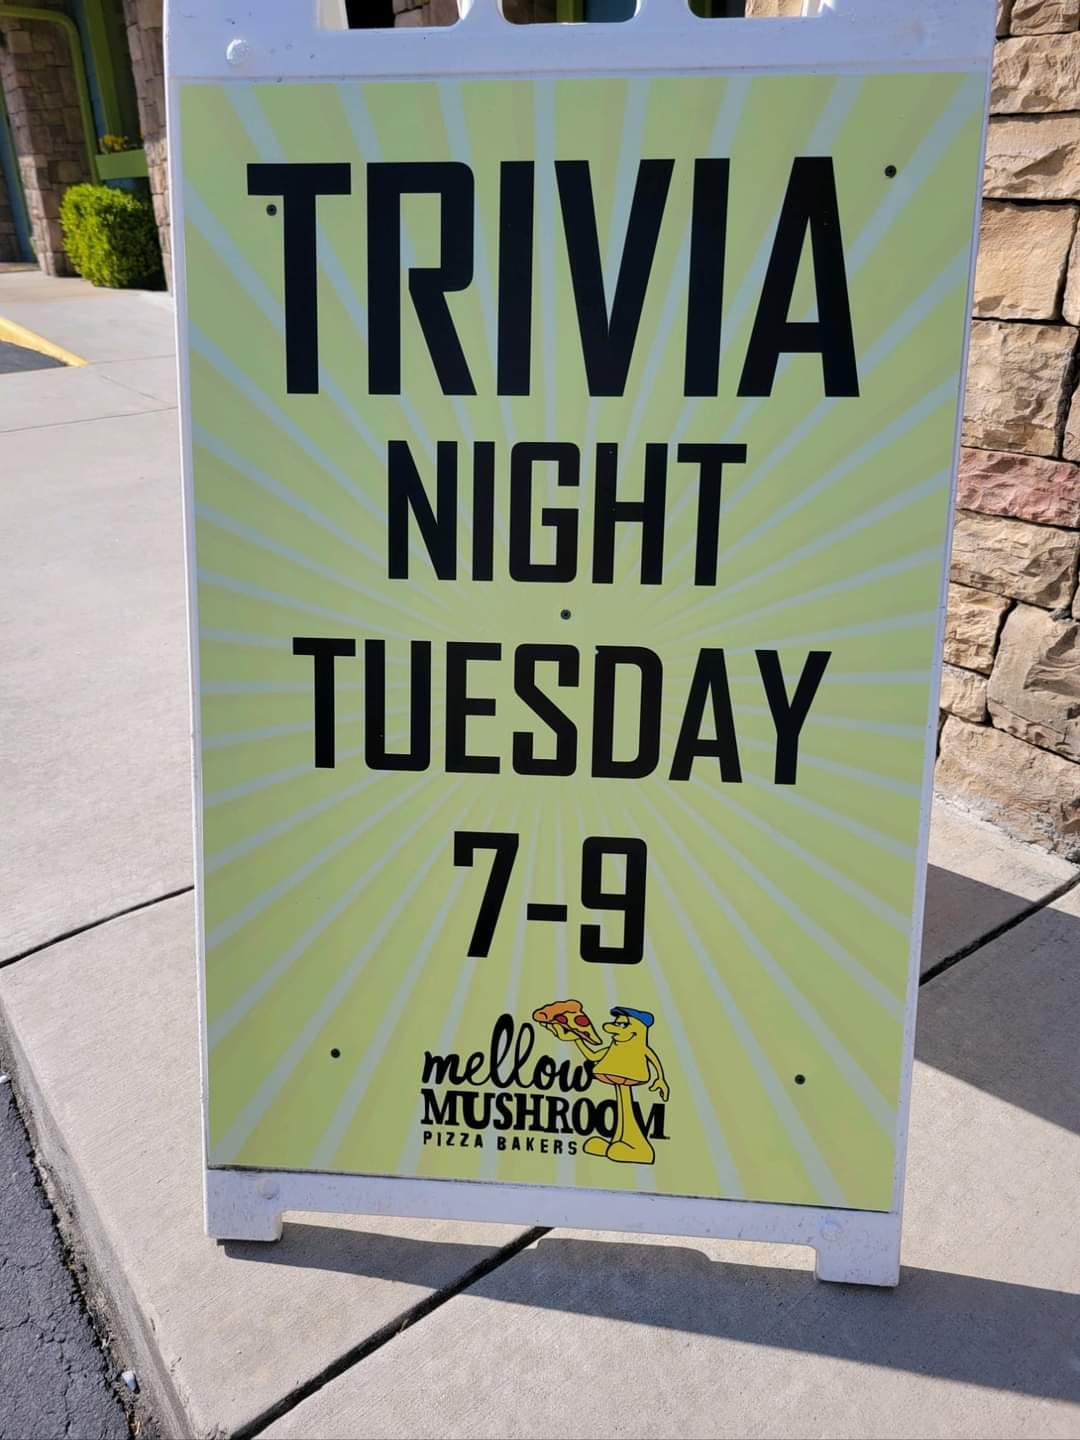 TRIVIA
NIGHT
TUESDAY
7-9
mellow
MUSHROOM
PIZZA BAKERS